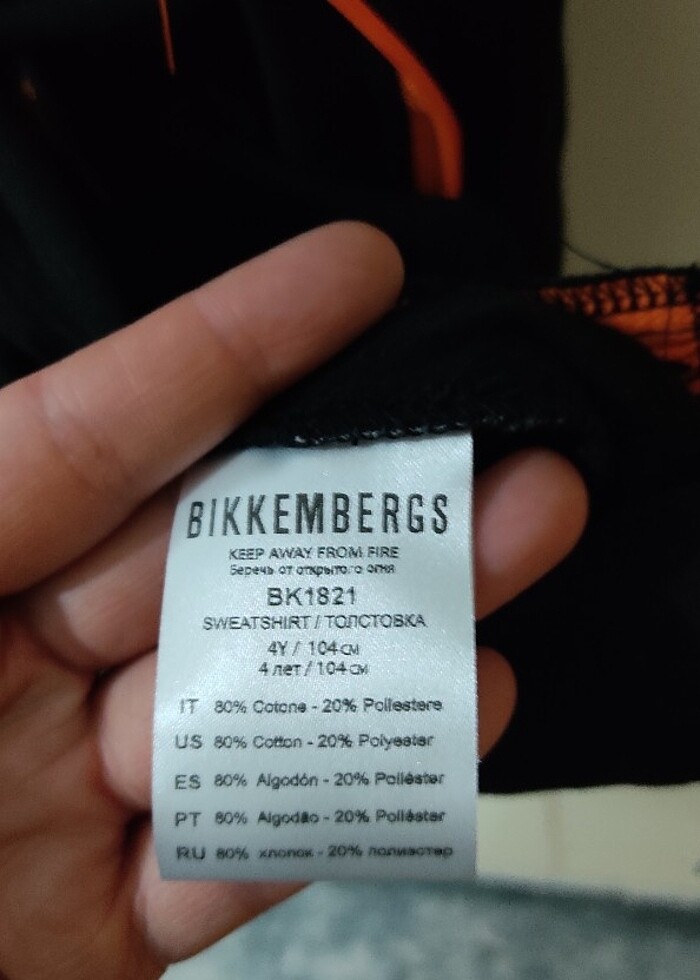 BIKKEMBERGS
KEEP AWAY FROM FIRE
Беречь от открытого огня
BK1821
SWEATSHIRT / ТОЛСТОВКА
4Y / 104 см
4 лет / 104 см
IT 80% Cotone - 20% Poliestere
US 80% Cotton - 20% Polyester
ES 80% Algodón - 20% Poliéster
PT 80% Algodão - 20% Poliéster
RU 80% хлопок - 20% полиэстер